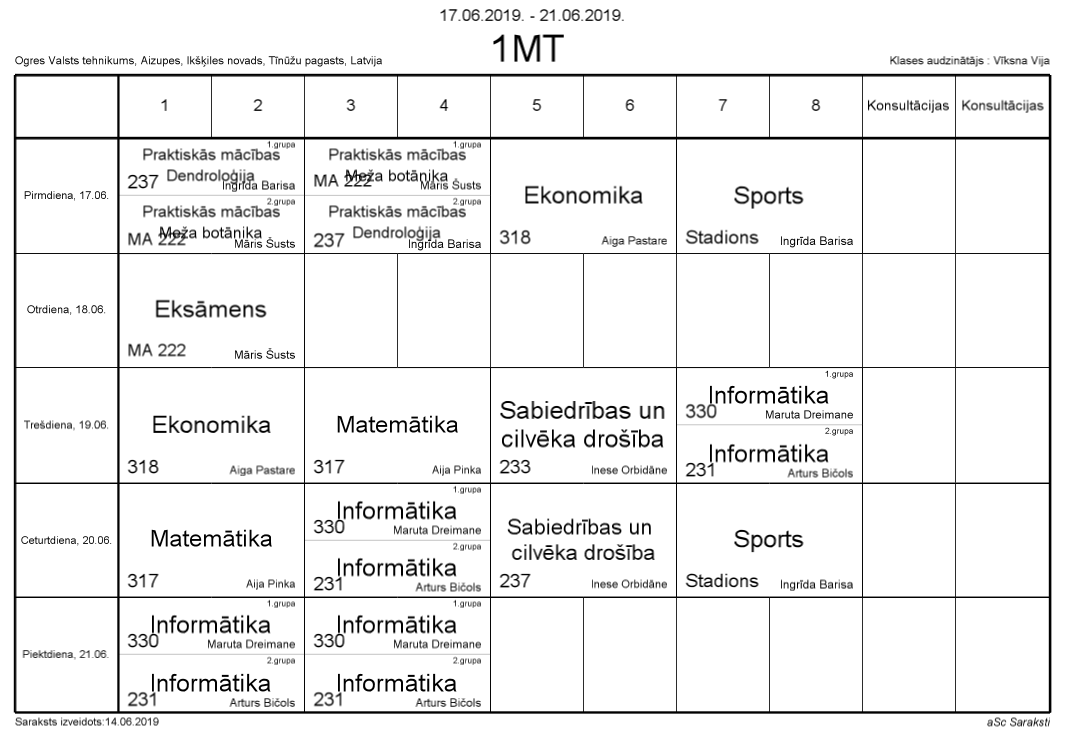 17.06.2019. - 21.06.2019.
1MT
Ogres Valsts tehnikums, Aizupes, Ikšķiles novads, Tīnūžu pagasts, Latvija
Klases audzinātājs : Vīksna Vija
1 2 3 4 5 6 7 8 Konsultācijas Konsultācijas
Pirmdiena, 17.06.
1.grupa
Praktiskās mācības
Dendroloģija
237 Ingrīda Barisa
2.grupa
Praktiskās mācības
Meža botānika
MA 222 Māris Šusts
1.grupa
Praktiskās mācības
Meža botānika
MA 222 Māris Šusts
2.grupa
Praktiskās mācības
Dendroloģija
237 Ingrīda Barisa
Ekonomika
318 Aiga Pastare
Sports
Stadions Ingrīda Barisa
Otrdiena, 18.06.
Eksāmens
MA 222 Māris Šusts
Trešdiena, 19.06.
Ekonomika
318 Aiga Pastare
Matemātika
317 Aija Pinka
Sabiedrības un
cilvēka drošība
233 Inese Orbidāne
1.grupa
Informātika
330 Maruta Dreimane
2.grupa
Informātika
231 Arturs Bičols
Ceturtdiena, 20.06.
Matemātika
317 Aija Pinka
1.grupa
Informātika
330 Maruta Dreimane
2.grupa
Informātika
231 Arturs Bičols
Sabiedrības un
cilvēka drošība
237 Inese Orbidāne
Sports
Stadions Ingrīda Barisa
Piektdiena, 21.06.
1.grupa
Informātika
330 Maruta Dreimane
2.grupa
Informātika
231 Arturs Bičols
1.grupa
Informātika
330 Maruta Dreimane
2.grupa
Informātika
231 Arturs Bičols
Saraksts izveidots:14.06.2019
aSc Saraksti